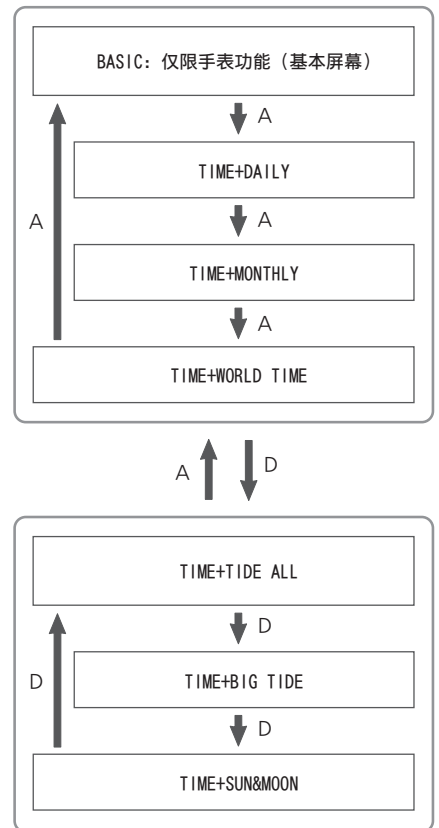 BASIC: 仅限手表功能（基本屏幕）
A
TIME+DAILY
A
A
TIME+MONTHLY
A
TIME+WORLD TIME
A
D
TIME+TIDE ALL
D
D
TIME+BIG TIDE
D
TIME+SUN&MOON